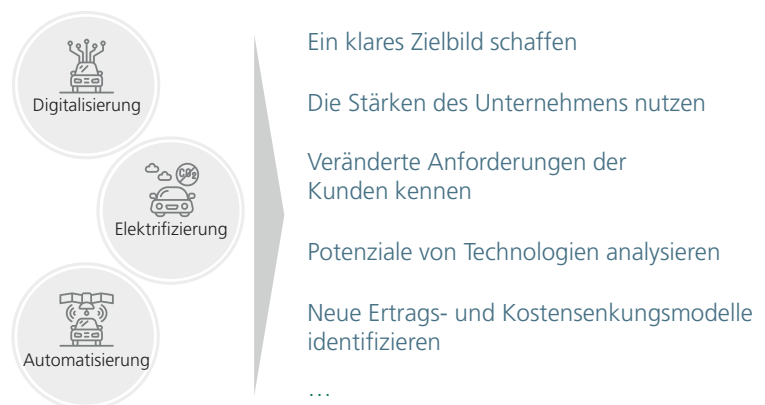 Digitalisierung
CO₂
Elektrifizierung
Automatisierung
Ein klares Zielbild schaffen
Die Stärken des Unternehmens nutzen
Veränderte Anforderungen der
Kunden kennen
Potenziale von Technologien analysieren
Neue Ertrags- und Kostensenkungsmodelle
identifizieren
…